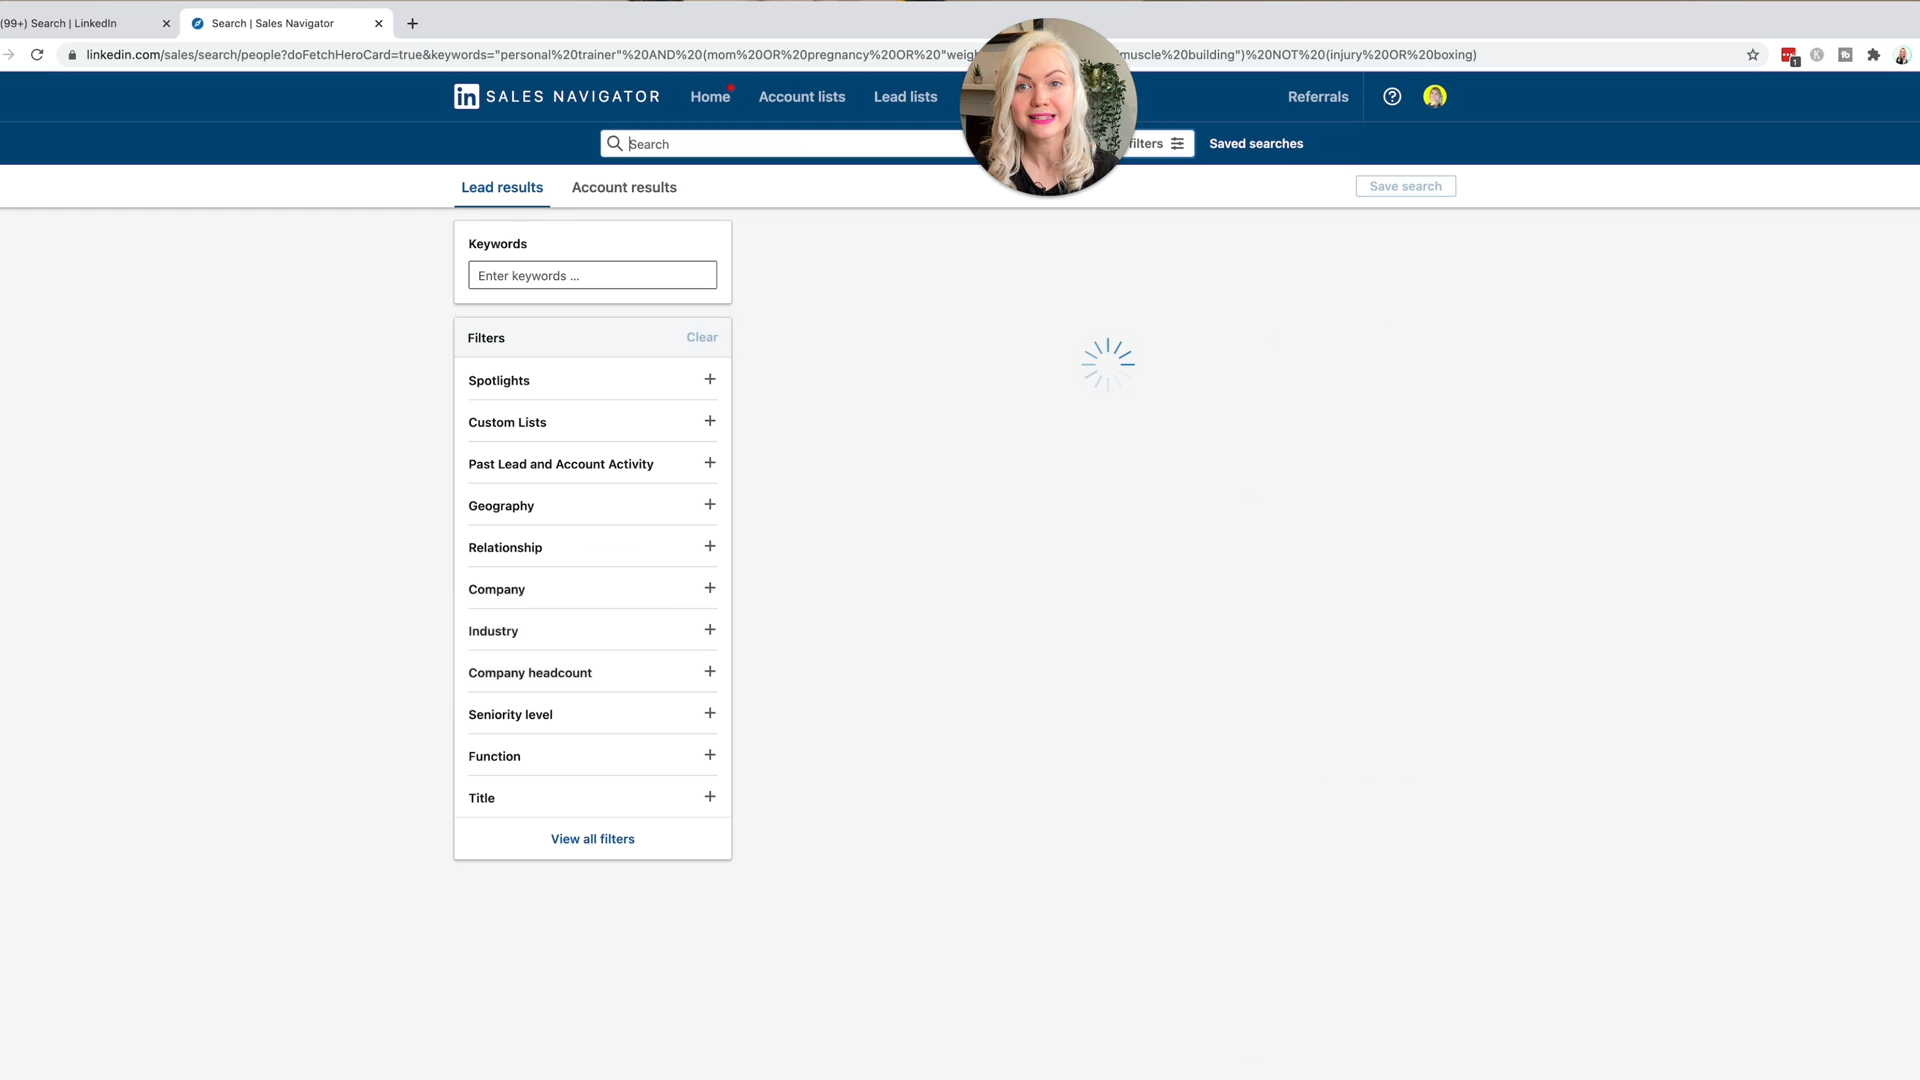 (99+) Search | LinkedIn
Search | Sales Navigator
linkedin.com/sales/search/people?doFetchHeroCard=true&keywords="personal%20trainer"%20AND%20(mom%20OR%20pregnancy%20OR%20"weig muscle%20building")%20NOT%20(injury%20OR%20boxing)
1
in SALES NAVIGATOR
Home
Account lists
Lead lists
Referrals
Search
filters
Saved searches
Lead results
Account results
Save search
Keywords
Enter keywords ...
Filters
Clear
Spotlights
Custom Lists
Past Lead and Account Activity
Geography
Relationship
Company
Industry
Company headcount
Seniority level
Function
Title
View all filters